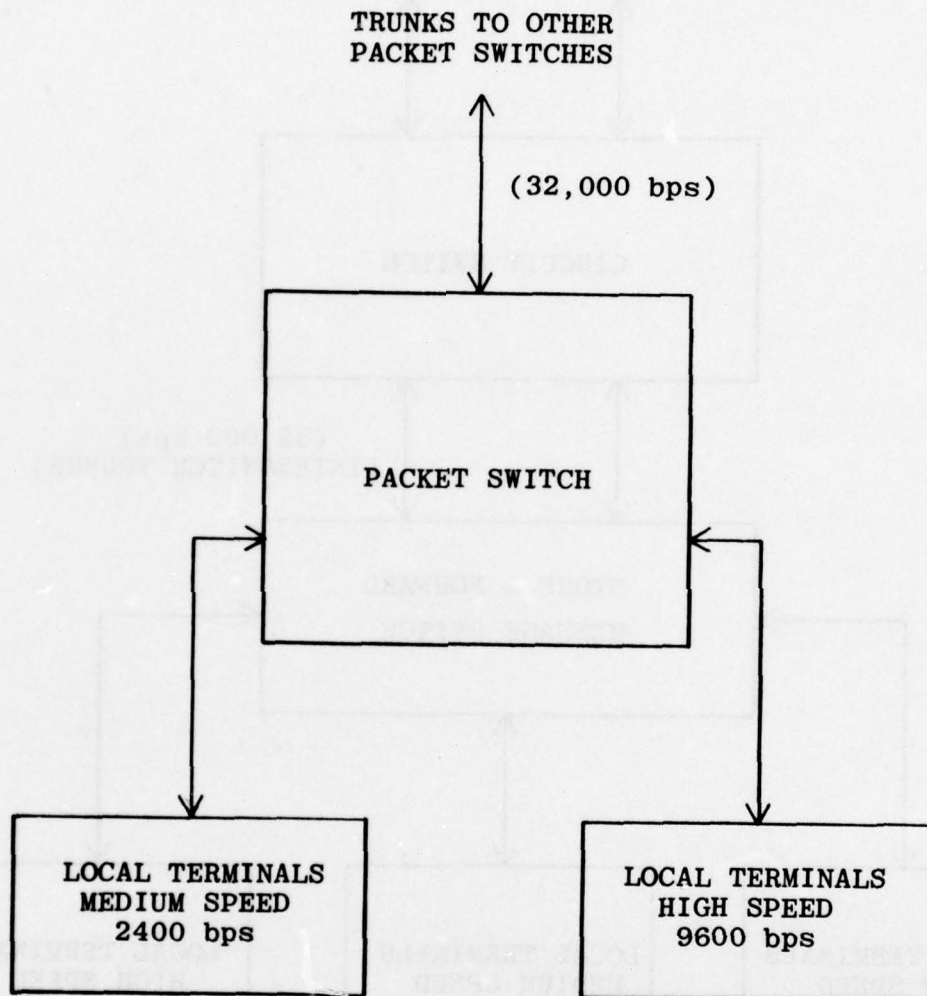 TRUNKS TO OTHER
PACKET SWITCHES
(32,000 bps)
PACKET SWITCH
LOCAL TERMINALS
MEDIUM SPEED
2400 bps
LOCAL TERMINALS
HIGH SPEED
9600 bps